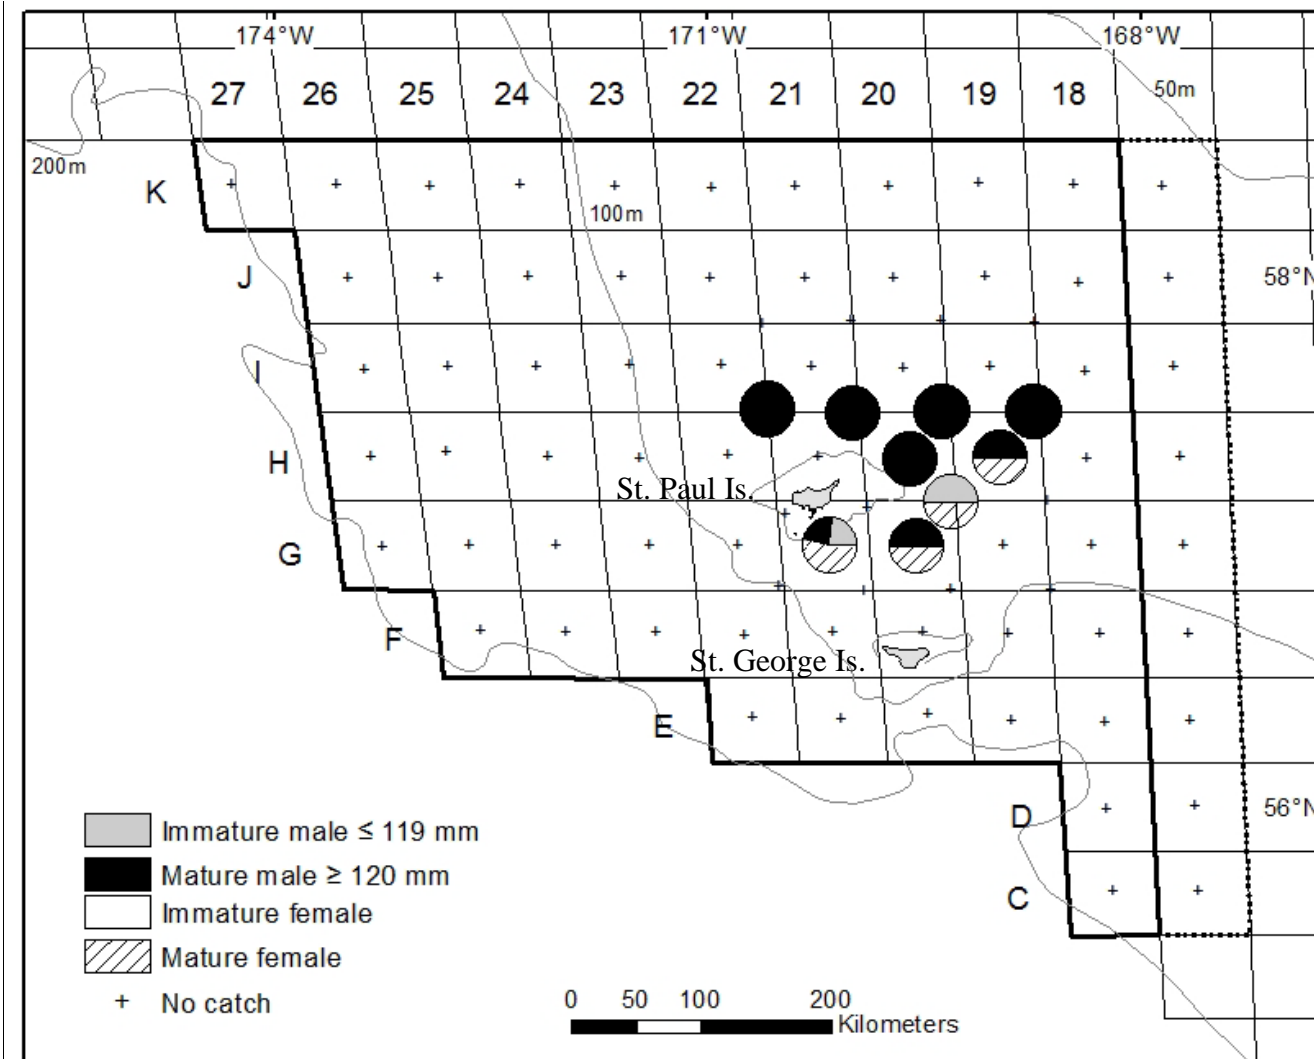 174°W 171°W 168°W
27 26 25 24 23 22 21 20 19 18
50m
200m
K
100m
J
58°N
I
H
St. Paul Is.
G
F
St. George Is.
E
56°N
D
Immature male ≤ 119 mm
Mature male ≥ 120 mm
C
Immature female
Mature female
+ No catch
0 50 100 200
Kilometers